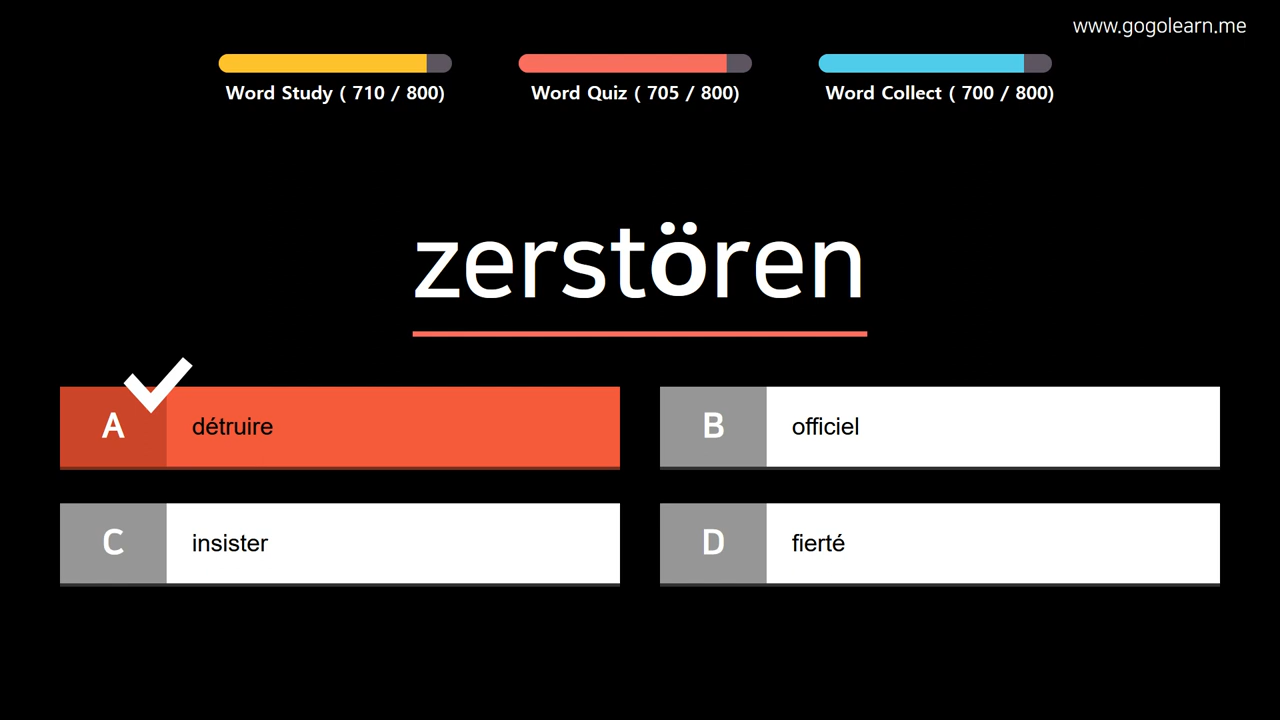 www.gogolearn.me
Word Study ( 710 / 800)
Word Quiz ( 705 / 800)
Word Collect ( 700 / 800)
zerstören
A détruire
B officiel
C insister
D fierté